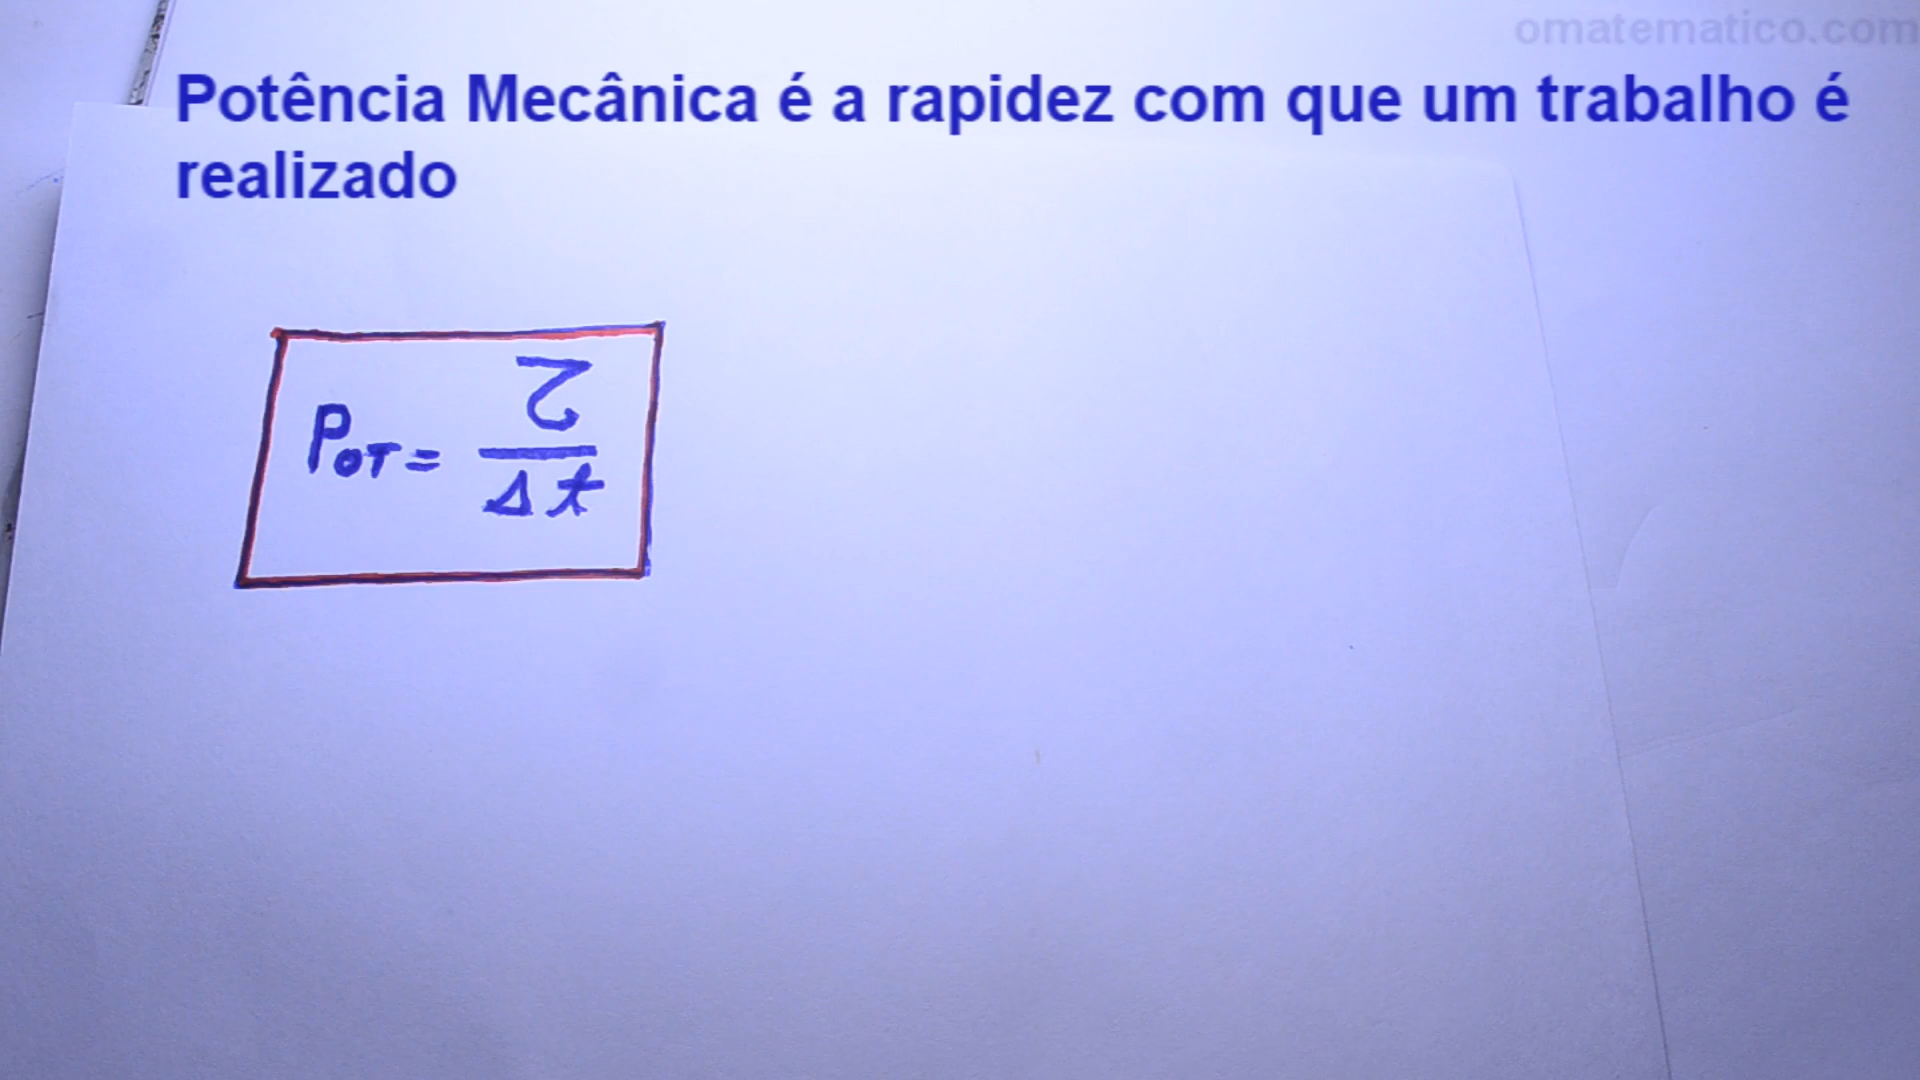 omatematico.com
Potência Mecânica é a rapidez com que um trabalho é
realizado
POT = τ / Δt